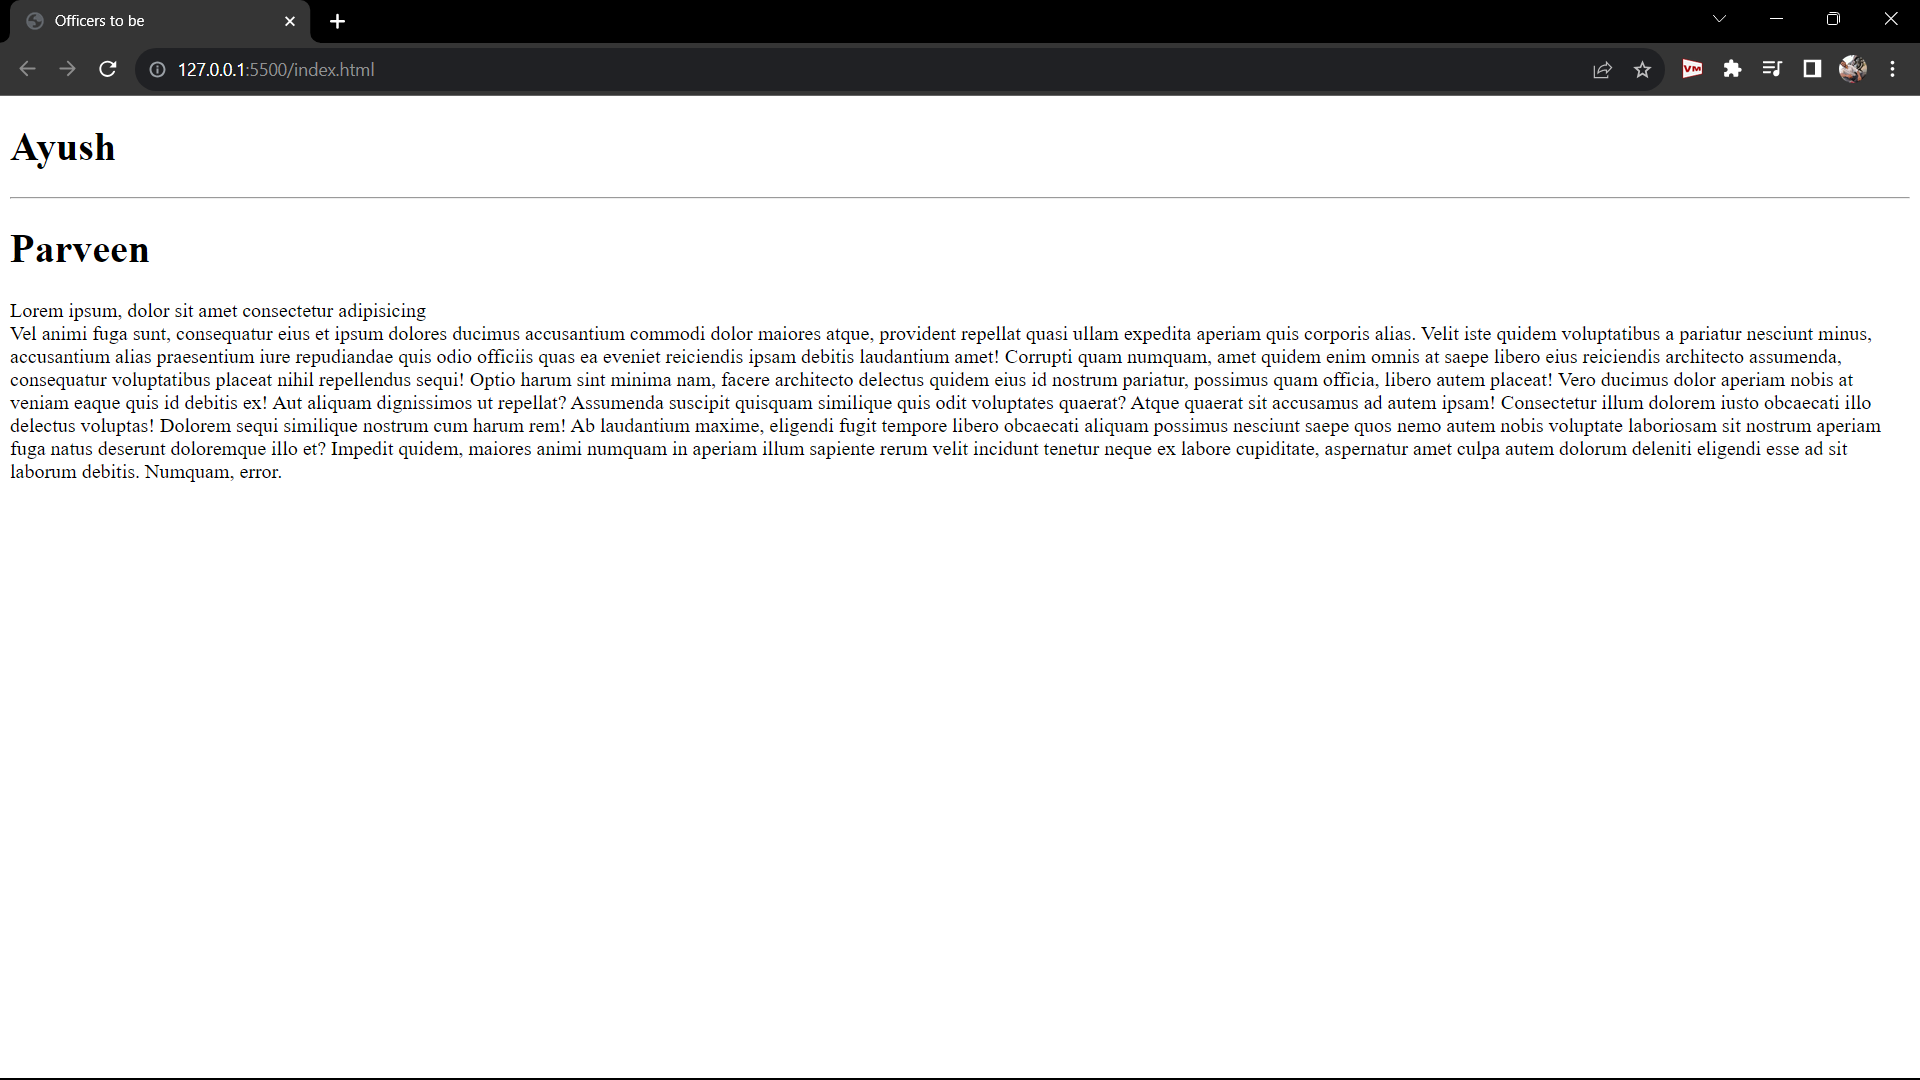 Officers to be
127.0.0.1:5500/index.html
VM
Ayush
Parveen
Lorem ipsum, dolor sit amet consectetur adipisicing
Vel animi fuga sunt, consequatur eius et ipsum dolores ducimus accusantium commodi dolor maiores atque, provident repellat quasi ullam expedita aperiam quis corporis alias. Velit iste quidem voluptatibus a pariatur nesciunt minus,
accusantium alias praesentium iure repudiandae quis odio officiis quas ea eveniet reiciendis ipsam debitis laudantium amet! Corrupti quam numquam, amet quidem enim omnis at saepe libero eius reiciendis architecto assumenda,
consequatur voluptatibus placeat nihil repellendus sequi! Optio harum sint minima nam, facere architecto delectus quidem eius id nostrum pariatur, possimus quam officia, libero autem placeat! Vero ducimus dolor aperiam nobis at
veniam eaque quis id debitis ex! Aut aliquam dignissimos ut repellat? Assumenda suscipit quisquam similique quis odit voluptates quaerat? Atque quaerat sit accusamus ad autem ipsam! Consectetur illum dolorem iusto obcaecati illo
delectus voluptas! Dolorem sequi similique nostrum cum harum rem! Ab laudantium maxime, eligendi fugit tempore libero obcaecati aliquam possimus nesciunt saepe quos nemo autem nobis voluptate laboriosam sit nostrum aperiam
fuga natus deserunt doloremque illo et? Impedit quidem, maiores animi numquam in aperiam illum sapiente rerum velit incidunt tenetur neque ex labore cupiditate, aspernatur amet culpa autem dolorum deleniti eligendi esse ad sit
laborum debitis. Numquam, error.